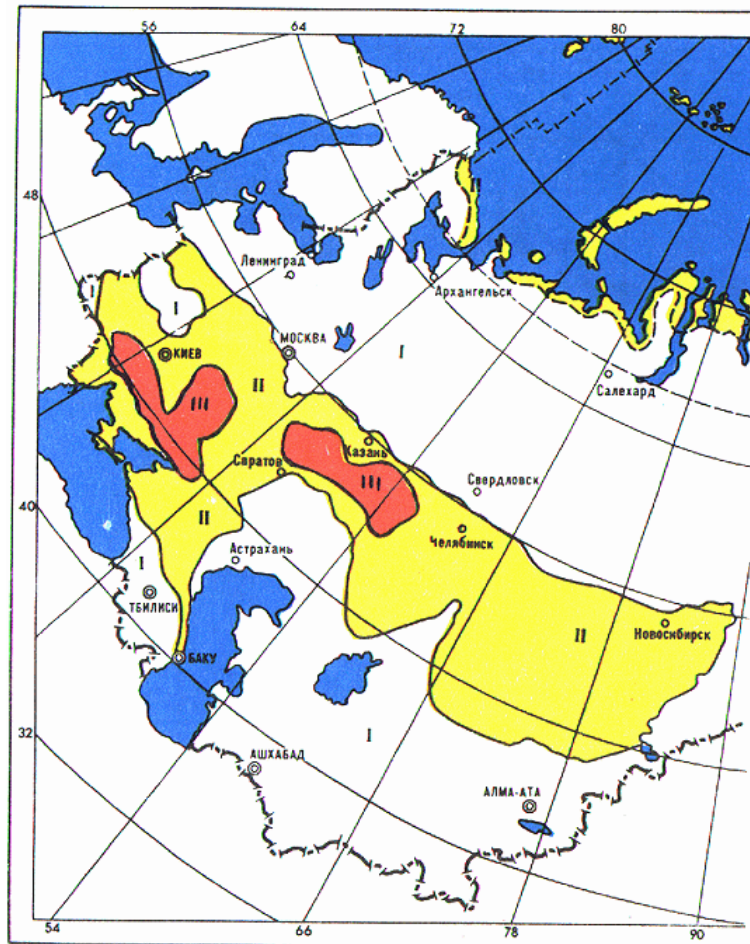 56 64 72 80
48
I
II
I
Ленинград
Архангельск
МОСКВА
КИЕВ
I
II
Салехард
III
Казань
Саратов
III
Свердловск
40
II
Челябинск
I
Астрахань
ТБИЛИСИ
II
Новосибирск
БАКУ
32
I
АШХАБАД
АЛМА-АТА
54 66 78 90